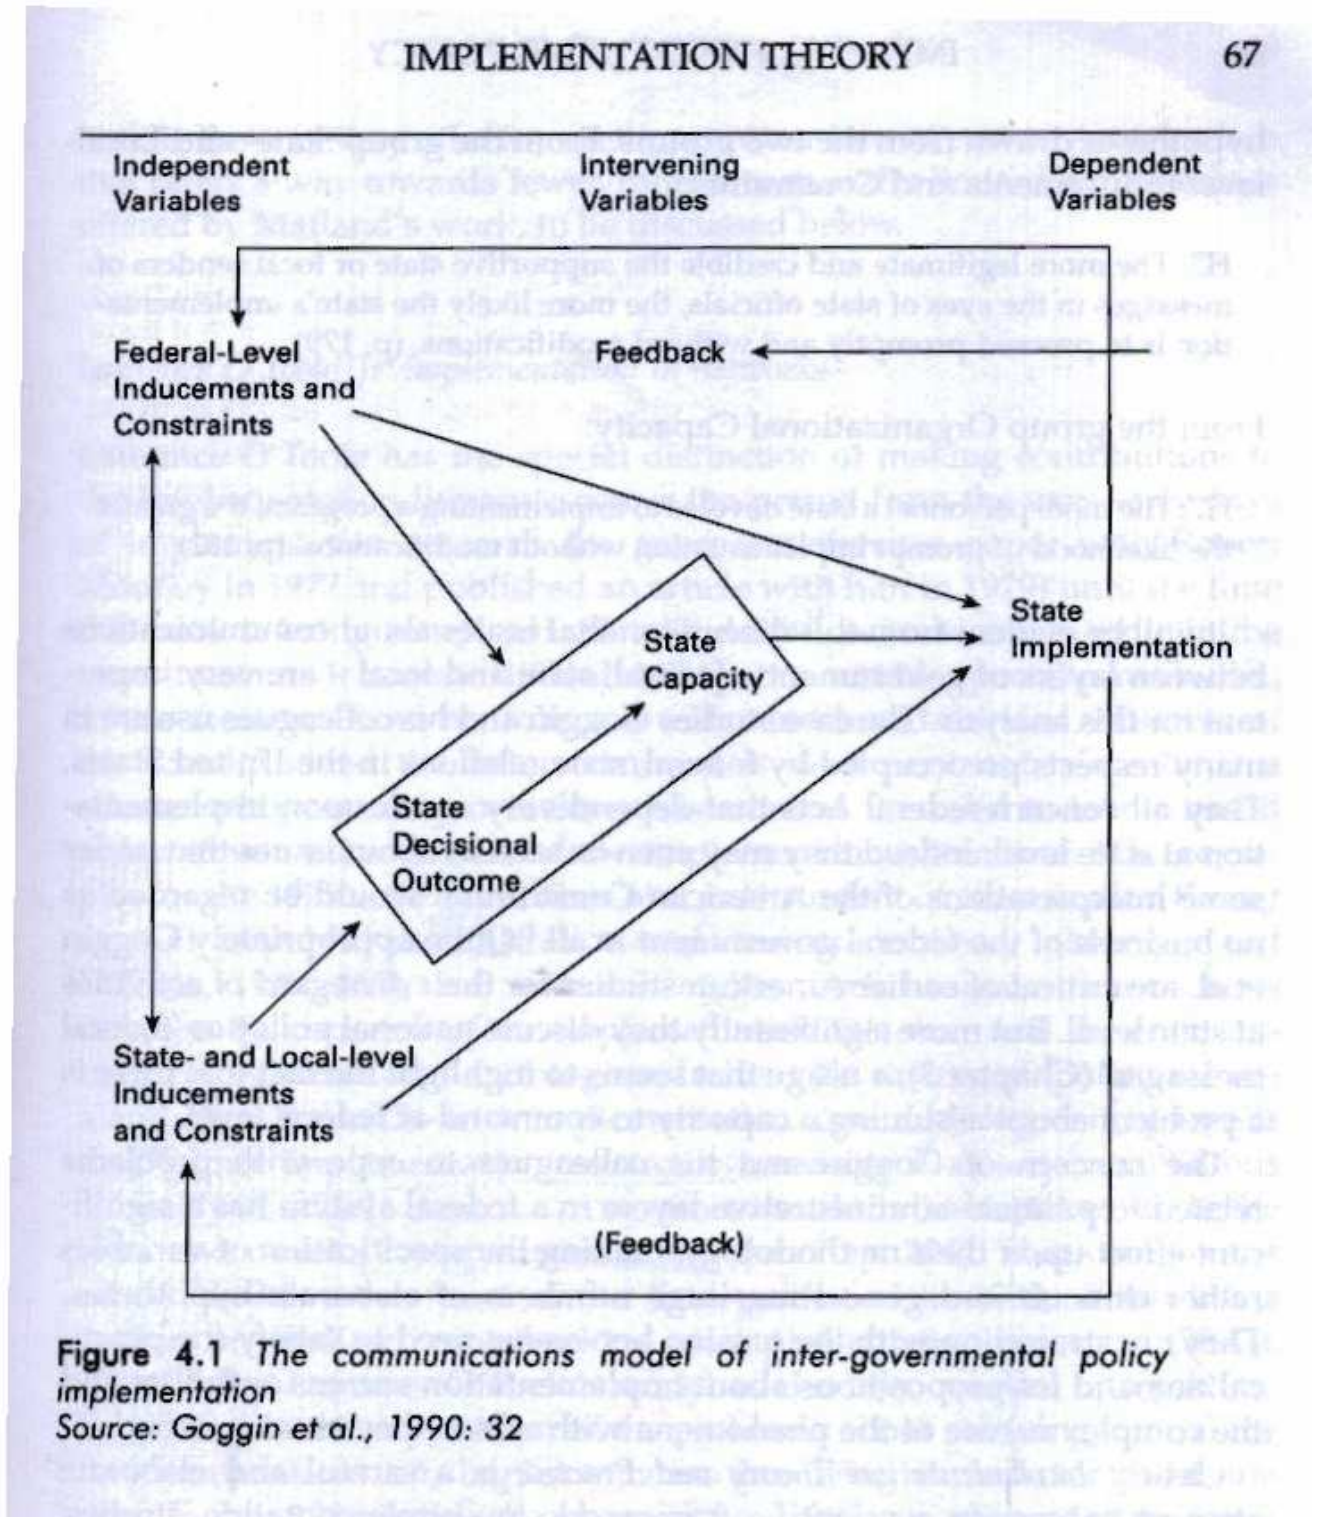 IMPLEMENTATION THEORY 67
Independent Variables
Intervening Variables
Dependent Variables
Federal-Level
Inducements and
Constraints
Feedback
State
Capacity
State
Implementation
State
Decisional
Outcome
State- and Local-level
Inducements
and Constraints
(Feedback)
Figure 4.1 The communications model of inter-governmental policy
implementation
Source: Goggin et al., 1990: 32